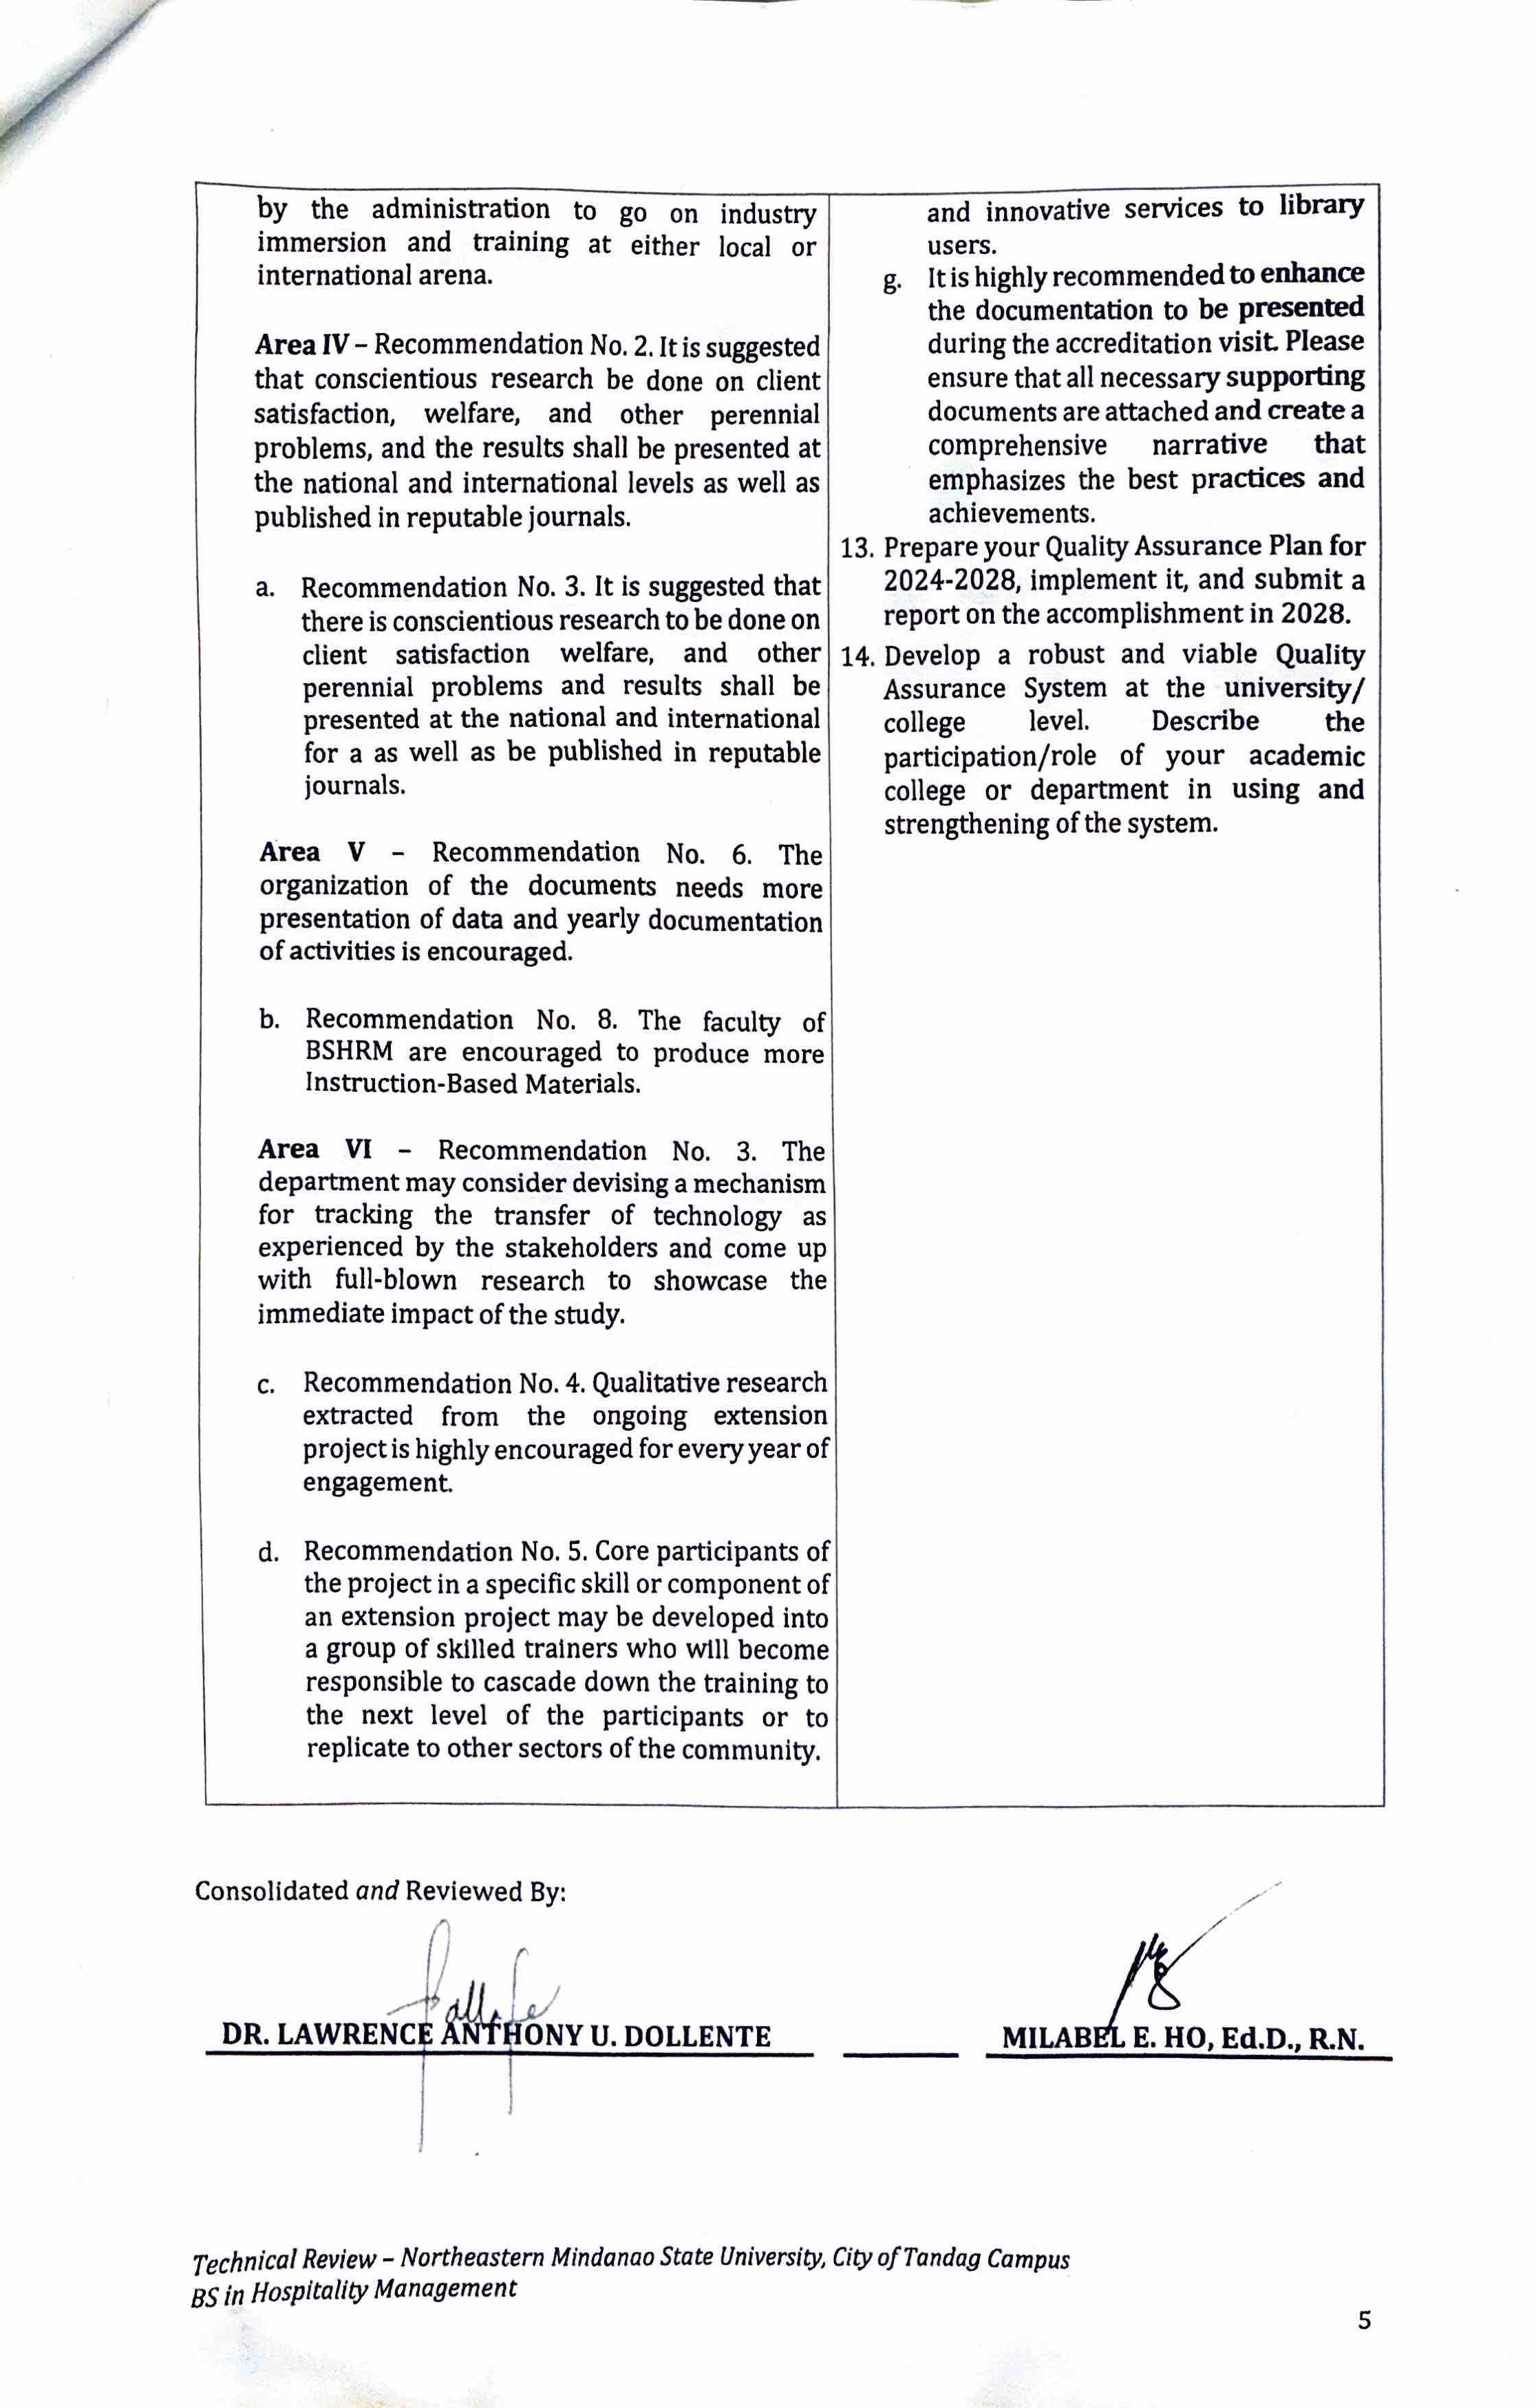 by the administration to go on industry
immersion and training at either local or
international arena.
Area IV – Recommendation No. 2. It is suggested
that conscientious research be done on client
satisfaction, welfare, and other perennial
problems, and the results shall be presented at
the national and international levels as well as
published in reputable journals.
a. Recommendation No. 3. It is suggested that
there is conscientious research to be done on
client satisfaction welfare, and other
perennial problems and results shall be
presented at the national and international
for a as well as be published in reputable
journals.
Area V – Recommendation No. 6. The
organization of the documents needs more
presentation of data and yearly documentation
of activities is encouraged.
b. Recommendation No. 8. The faculty of
BSHRM are encouraged to produce more
Instruction-Based Materials.
Area VI – Recommendation No. 3. The
department may consider devising a mechanism
for tracking the transfer of technology as
experienced by the stakeholders and come up
with full-blown research to showcase the
immediate impact of the study.
c. Recommendation No. 4. Qualitative research
extracted from the ongoing extension
project is highly encouraged for every year of
engagement.
d. Recommendation No. 5. Core participants of
the project in a specific skill or component of
an extension project may be developed into
a group of skilled trainers who will become
responsible to cascade down the training to
the next level of the participants or to
replicate to other sectors of the community.
and innovative services to library
users.
g. It is highly recommended to enhance
the documentation to be presented
during the accreditation visit. Please
ensure that all necessary supporting
documents are attached and create a
comprehensive narrative that
emphasizes the best practices and
achievements.
13. Prepare your Quality Assurance Plan for
2024-2028, implement it, and submit a
report on the accomplishment in 2028.
14. Develop a robust and viable Quality
Assurance System at the university/
college level. Describe the
participation/role of your academic
college or department in using and
strengthening of the system.
Consolidated and Reviewed By:
DR. LAWRENCE ANTHONY U. DOLLENTE
MILABEL E. HO, Ed.D., R.N.
Technical Review – Northeastern Mindanao State University, City of Tandag Campus
BS in Hospitality Management
5